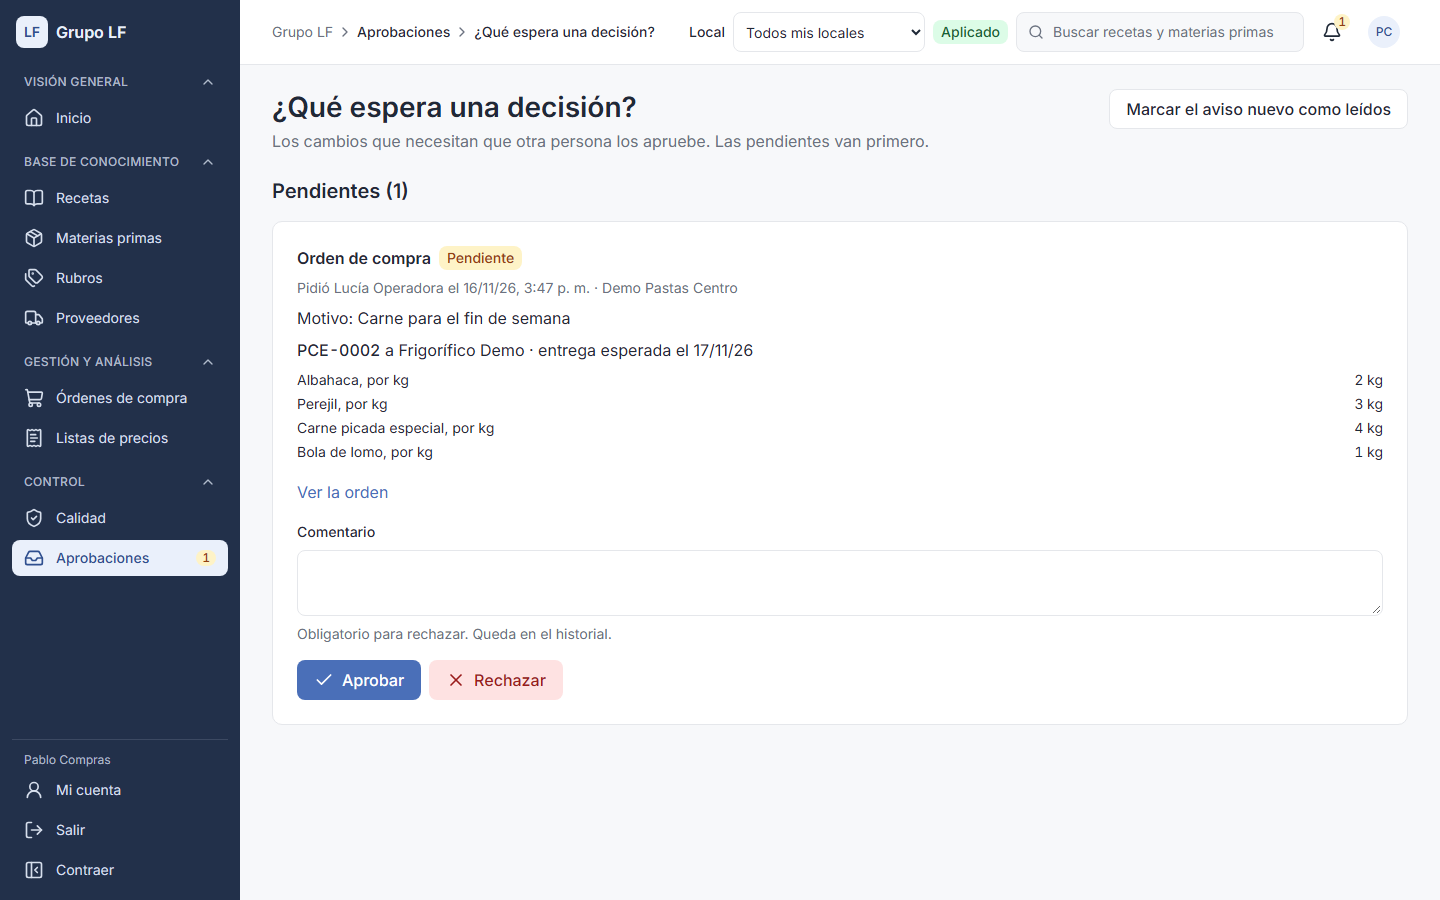 LF Grupo LF
VISIÓN GENERAL
Inicio
BASE DE CONOCIMIENTO
Recetas
Materias primas
Rubros
Proveedores
GESTIÓN Y ANÁLISIS
Órdenes de compra
Listas de precios
CONTROL
Calidad
Aprobaciones 1
Pablo Compras
Mi cuenta
Salir
Contraer
Grupo LF > Aprobaciones > ¿Qué espera una decisión? Local Todos mis locales Aplicado Buscar recetas y materias primas 1 PC
¿Qué espera una decisión?
Marcar el aviso nuevo como leídos
Los cambios que necesitan que otra persona los apruebe. Las pendientes van primero.
Pendientes (1)
Orden de compra Pendiente
Pidió Lucía Operadora el 16/11/26, 3:47 p. m. · Demo Pastas Centro
Motivo: Carne para el fin de semana
PCE-0002 a Frigorífico Demo · entrega esperada el 17/11/26
Albahaca, por kg 2 kg
Perejil, por kg 3 kg
Carne picada especial, por kg 4 kg
Bola de lomo, por kg 1 kg
Ver la orden
Comentario
Obligatorio para rechazar. Queda en el historial.
Aprobar Rechazar